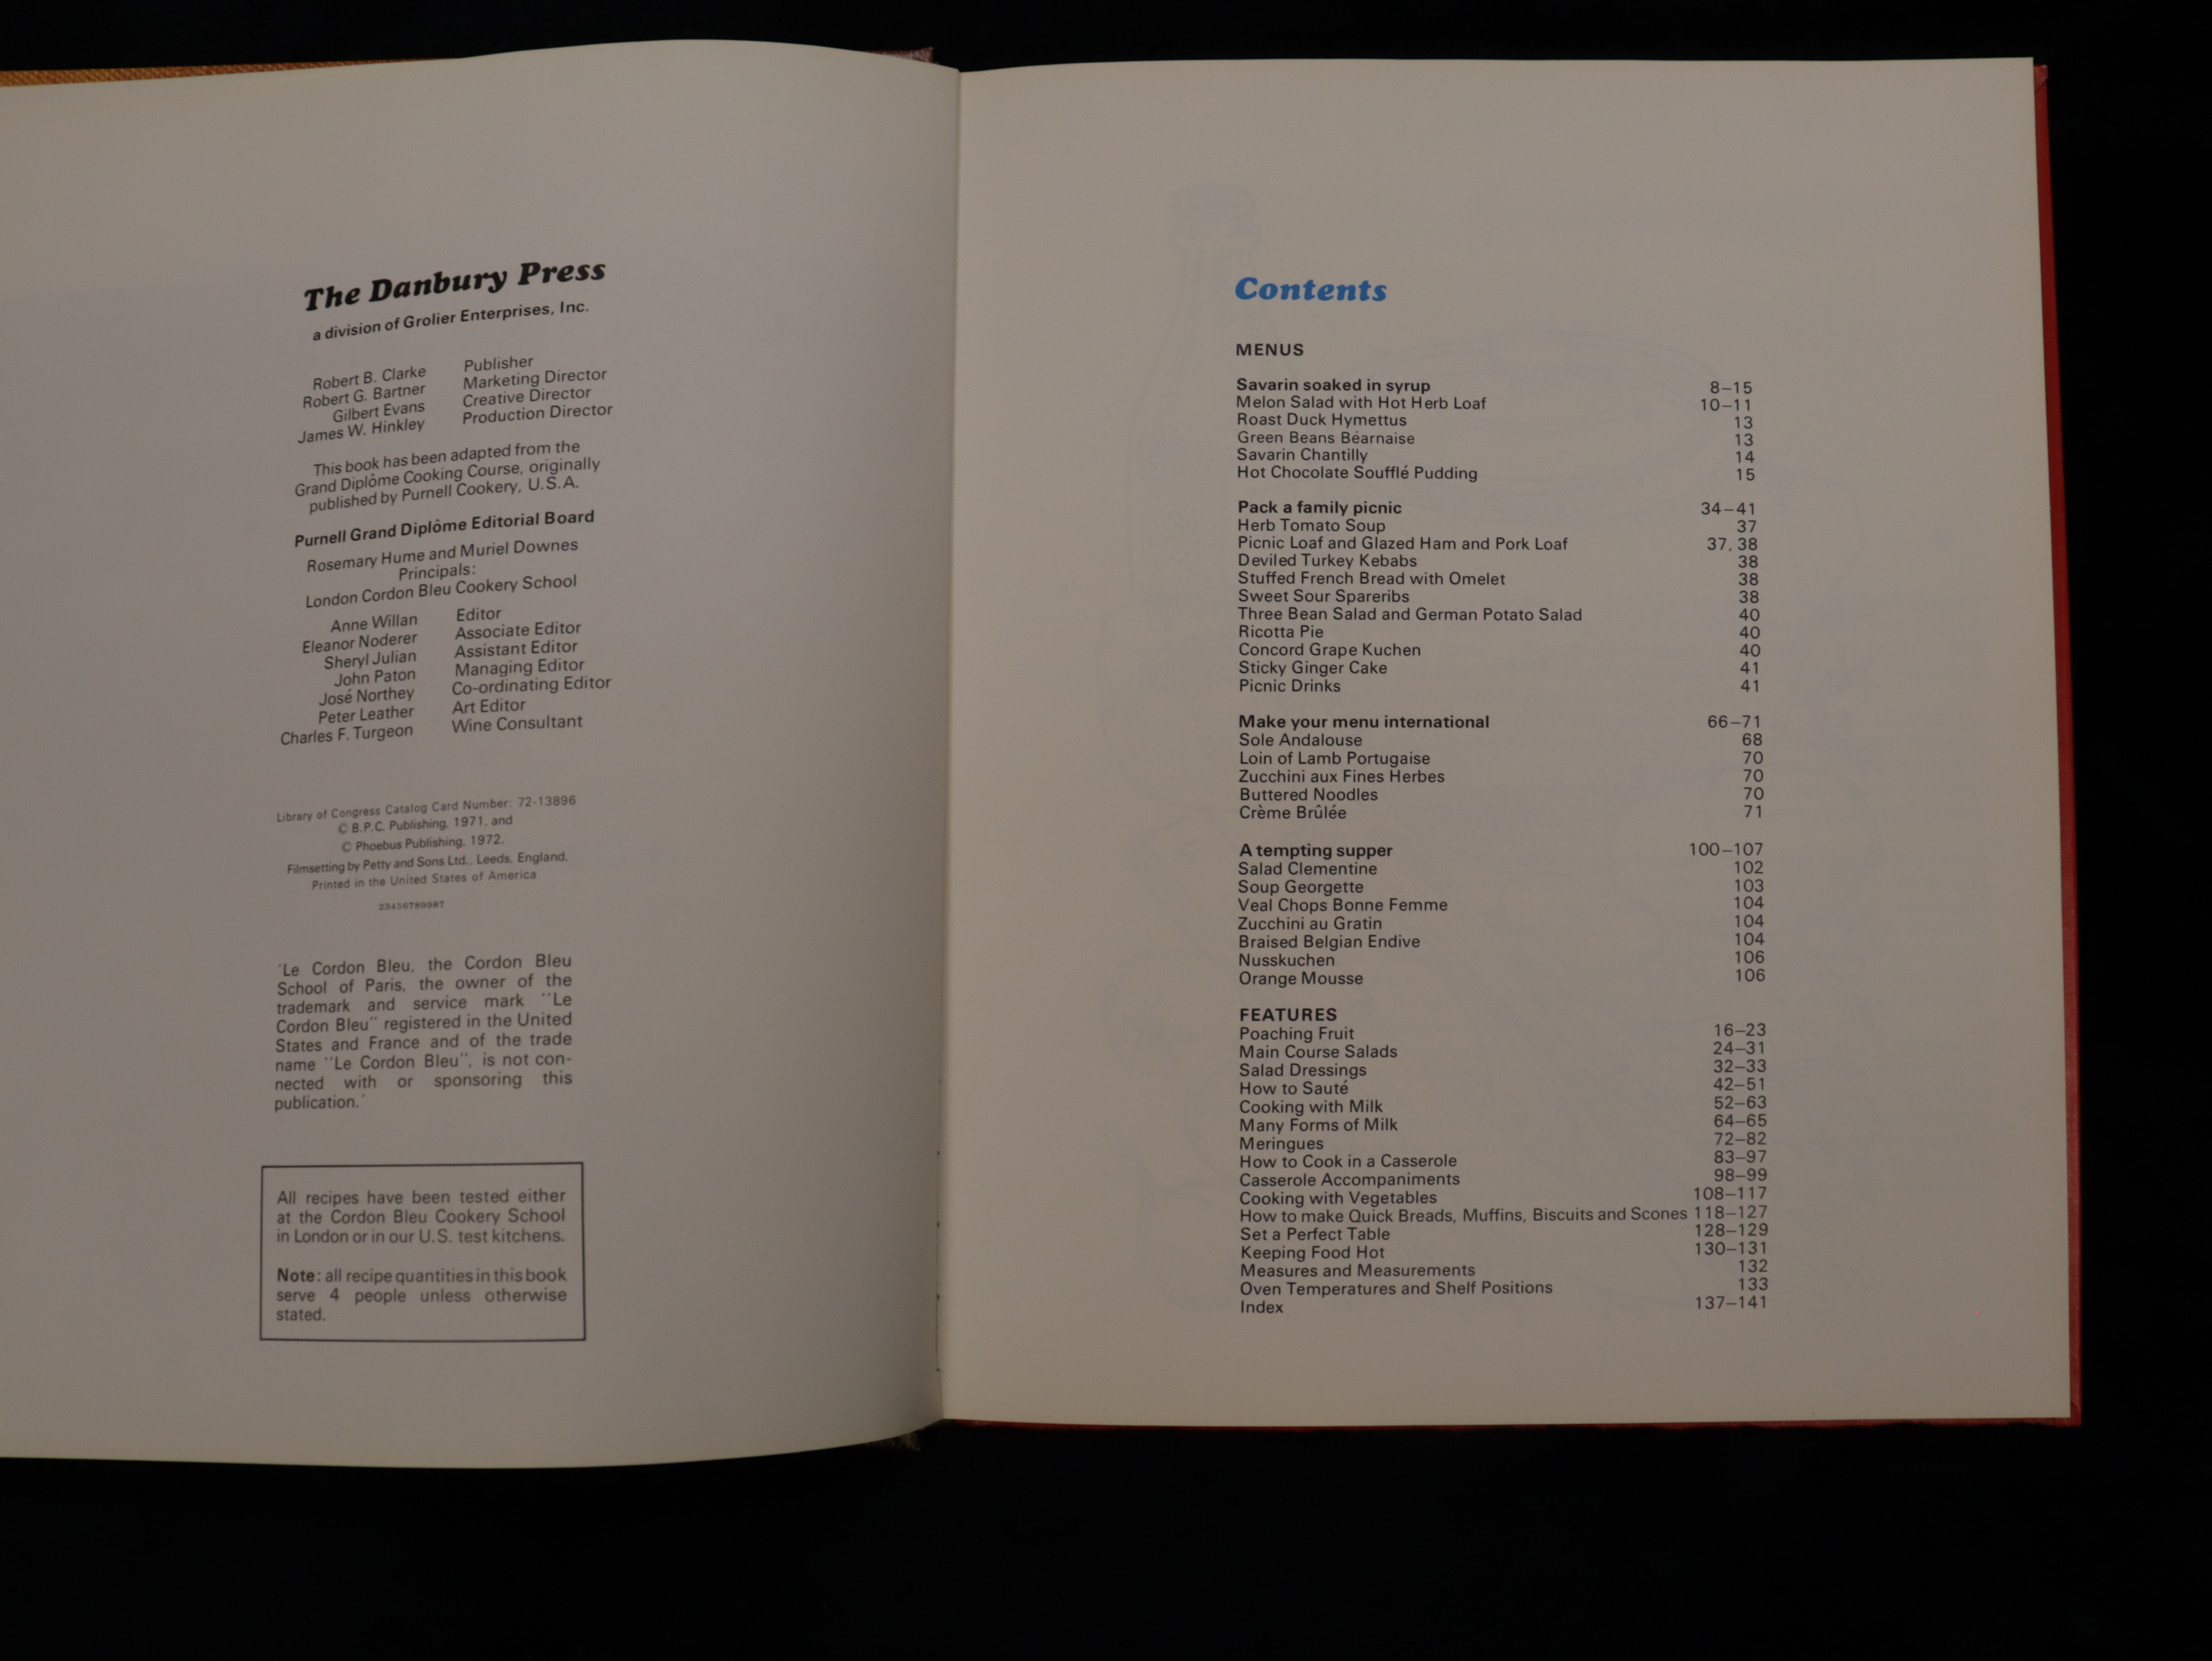 The Danbury Press
a division of Grolier Enterprises, Inc.
Robert B. Clarke Publisher
Robert G. Bartner Marketing Director
Gilbert Evans Creative Director
James W. Hinkley Production Director
This book has been adapted from the
Grand Diplôme Cooking Course, originally
published by Purnell Cookery, U.S.A.
Purnell Grand Diplôme Editorial Board
Rosemary Hume and Muriel Downes
Principals:
London Cordon Bleu Cookery School
Anne Willan Editor
Eleanor Noderer Associate Editor
Sheryl Julian Assistant Editor
John Paton Managing Editor
José Northey Co-ordinating Editor
Peter Leather Art Editor
Charles F. Turgeon Wine Consultant
Library of Congress Catalog Card Number: 72-13896
© B.P.C. Publishing, 1971, and
© Phoebus Publishing, 1972.
Filmsetting by Petty and Sons Ltd., Leeds, England.
Printed in the United States of America
23456789987
'Le Cordon Bleu, the Cordon Bleu
School of Paris, the owner of the
trademark and service mark "Le
Cordon Bleu" registered in the United
States and France and of the trade
name "Le Cordon Bleu", is not con-
nected with or sponsoring this
publication.'
All recipes have been tested either
at the Cordon Bleu Cookery School
in London or in our U.S. test kitchens.
Note: all recipe quantities in this book
serve 4 people unless otherwise
stated.
Contents
MENUS
Savarin soaked in syrup 8–15
Melon Salad with Hot Herb Loaf 10–11
Roast Duck Hymettus 13
Green Beans Béarnaise 13
Savarin Chantilly 14
Hot Chocolate Soufflé Pudding 15
Pack a family picnic 34–41
Herb Tomato Soup 37
Picnic Loaf and Glazed Ham and Pork Loaf 37, 38
Deviled Turkey Kebabs 38
Stuffed French Bread with Omelet 38
Sweet Sour Spareribs 38
Three Bean Salad and German Potato Salad 40
Ricotta Pie 40
Concord Grape Kuchen 40
Sticky Ginger Cake 41
Picnic Drinks 41
Make your menu international 66–71
Sole Andalouse 68
Loin of Lamb Portugaise 70
Zucchini aux Fines Herbes 70
Buttered Noodles 70
Crème Brûlée 71
A tempting supper 100–107
Salad Clementine 102
Soup Georgette 103
Veal Chops Bonne Femme 104
Zucchini au Gratin 104
Braised Belgian Endive 104
Nusskuchen 106
Orange Mousse 106
FEATURES
Poaching Fruit 16–23
Main Course Salads 24–31
Salad Dressings 32–33
How to Sauté 42–51
Cooking with Milk 52–63
Many Forms of Milk 64–65
Meringues 72–82
How to Cook in a Casserole 83–97
Casserole Accompaniments 98–99
Cooking with Vegetables 108–117
How to make Quick Breads, Muffins, Biscuits and Scones 118–127
Set a Perfect Table 128–129
Keeping Food Hot 130–131
Measures and Measurements 132
Oven Temperatures and Shelf Positions 133
Index 137–141